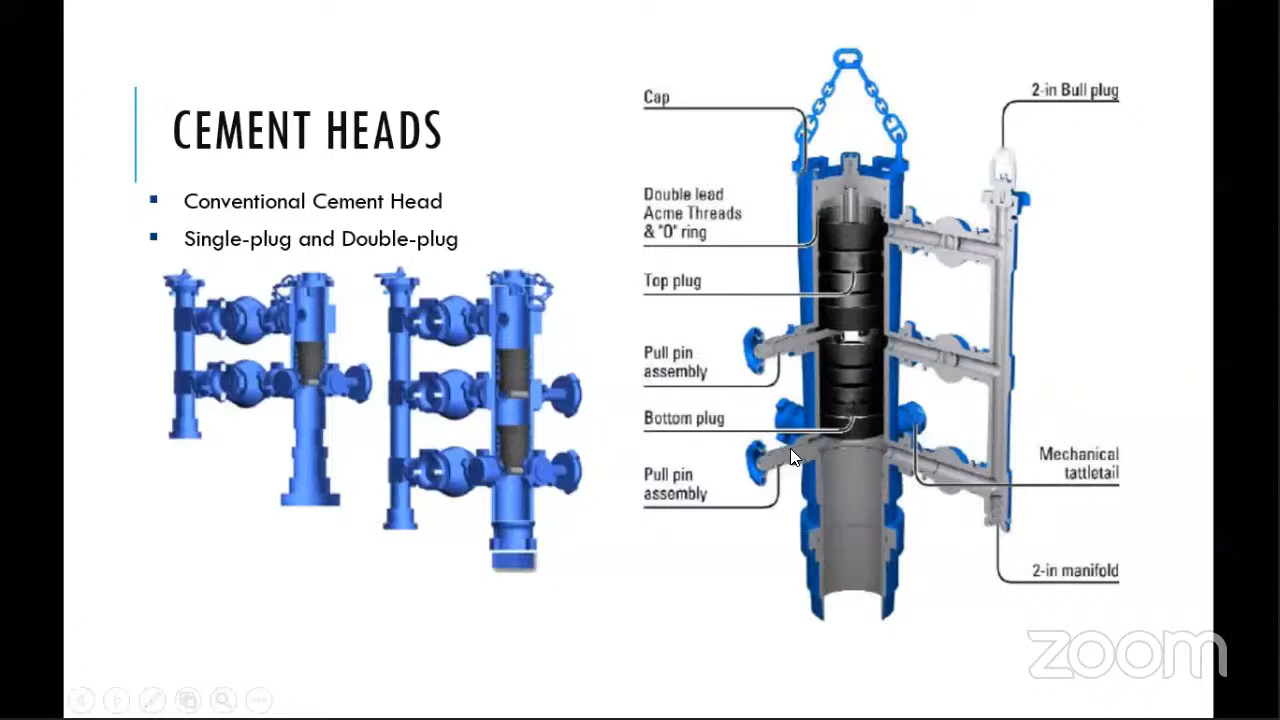 CEMENT HEADS
Conventional Cement Head
Single-plug and Double-plug
Cap
Double lead
Acme Threads
& "O" ring
Top plug
Pull pin
assembly
Bottom plug
Pull pin
assembly
2-in Bull plug
Mechanical
tattletail
2-in manifold
zoom